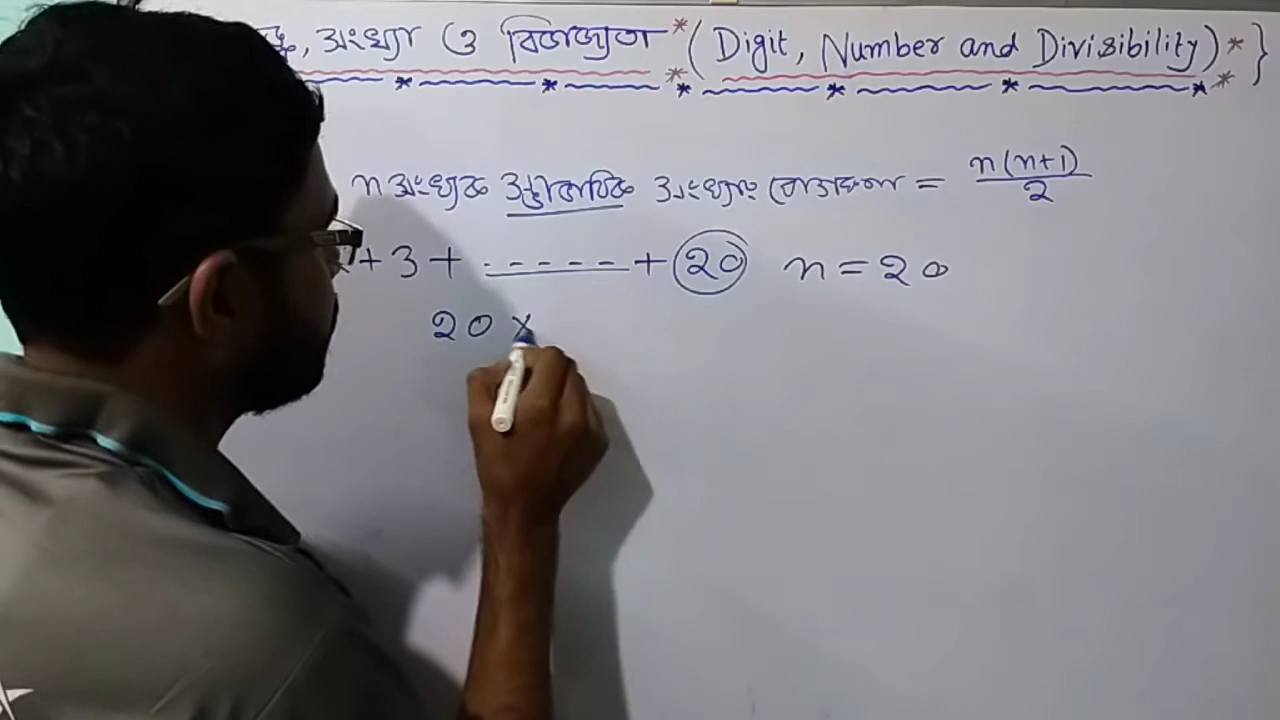 , সংখ্যা ও বিভাজ্যতা * ( Digit, Number and Divisibility) * }
n সংখ্যক স্বাভাবিক সংখ্যার যোগফল = n(n+1)/2
+ 3 + ----- + 20 n = 20
20 ×